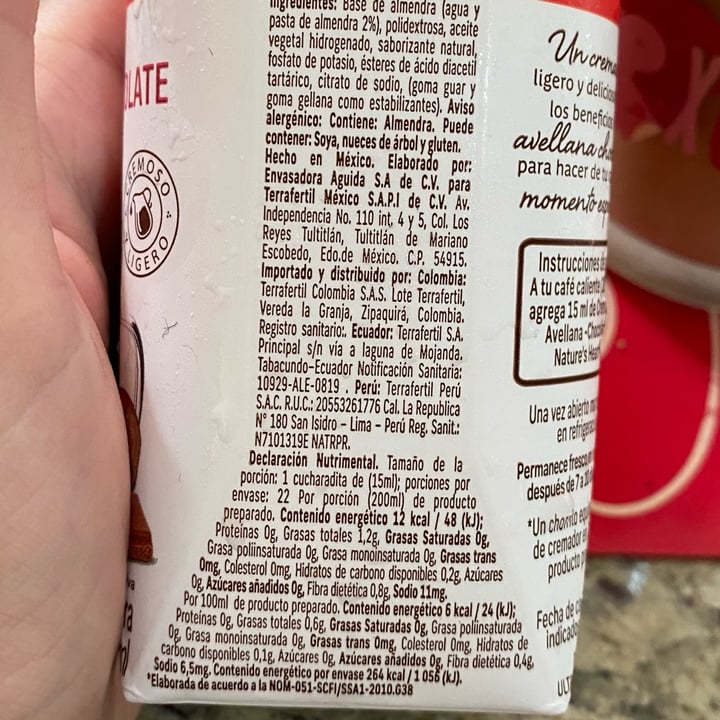 Ingredientes: Base de almendra (agua y
pasta de almendra 2%), polidextrosa, aceite
vegetal hidrogenado, saborizante natural,
fosfato de potasio, ésteres de ácido diacetil
tartárico, citrato de sodio, (goma guar y
goma gellana como estabilizantes). Aviso
alergénico: Contiene: Almendra. Puede
contener: Soya, nueces de árbol y gluten.
Hecho en México. Elaborado por:
Envasadora Aguida S.A de C.V. para
Terrafertil México S.A.P.I de C.V. Av.
Independencia No. 110 int, 4 y 5, Col. Los
Reyes Tultitlán, Tultitlán de Mariano
Escobedo, Edo.de México. C.P. 54915.
Importado y distribuido por: Colombia:
Terrafertil Colombia S.A.S. Lote Terrafertil,
Vereda la Granja, Zipaquirá, Colombia.
Registro sanitario:. Ecuador: Terrafertil S.A.
Principal s/n vía a laguna de Mojanda.
Tabacundo-Ecuador Notificación Sanitaria:
10929-ALE-0819 . Perú: Terrafertil Perú
S.A.C. R.U.C.: 20553261776 Cal. La Republica
N° 180 San Isidro – Lima – Perú Reg. Sanit.:
N7101319E NATRPR.
Declaración Nutrimental. Tamaño de la
porción: 1 cucharadita de (15ml); porciones por
envase: 22 Por porción (200ml) de producto
preparado. Contenido energético 12 kcal / 48 (kJ);
Proteínas 0g, Grasas totales 1,2g, Grasas Saturadas 0g,
Grasa poliinsaturada 0g, Grasa monoinsaturada 0g, Grasas trans
0mg, Colesterol 0mg, Hidratos de carbono disponibles 0,2g, Azúcares
0g, Azúcares añadidos 0g, Fibra dietética 0,8g, Sodio 11mg.
Por 100ml de producto preparado. Contenido energético 6 kcal / 24 (kJ);
Proteínas 0g, Grasas totales 0,6g, Grasas Saturadas 0g, Grasa poliinsaturada
0g, Grasa monoinsaturada 0g, Grasas trans 0mg, Colesterol 0mg, Hidratos de
carbono disponibles 0,1g, Azúcares 0g, Azúcares añadidos 0g, Fibra dietética 0,4g,
Sodio 6,5mg. Contenido energético por envase 264 kcal / 1 056 (kJ).
*Elaborada de acuerdo a la NOM-051-SCFI/SSA1-2010.G38
OLATE
CREMOSO
LIGERO
Un crema
ligero y delicios
los beneficio
avellana cho
para hacer de tu
momento esp
Instrucciones d
A tu café caliente
agrega 15 ml de
Avellana-Choco
Nature's Hear
Una vez abierto
en refrigera
Permanece fresco
después de 7 a 10
*Un chorrito equ
de cremador
producto
Fecha de
indicad
ULT